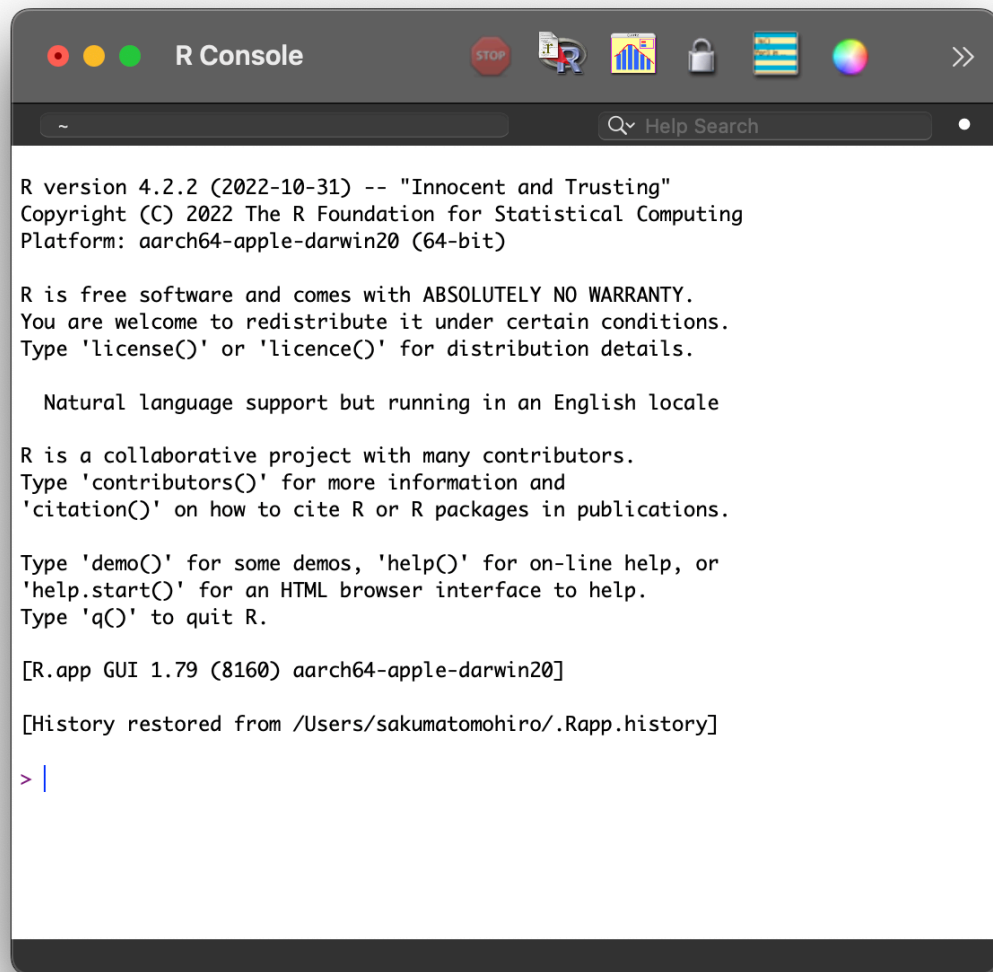 R Console
STOP
~
Help Search
R version 4.2.2 (2022-10-31) -- "Innocent and Trusting"
Copyright (C) 2022 The R Foundation for Statistical Computing
Platform: aarch64-apple-darwin20 (64-bit)
R is free software and comes with ABSOLUTELY NO WARRANTY.
You are welcome to redistribute it under certain conditions.
Type 'license()' or 'licence()' for distribution details.
  Natural language support but running in an English locale
R is a collaborative project with many contributors.
Type 'contributors()' for more information and
'citation()' on how to cite R or R packages in publications.
Type 'demo()' for some demos, 'help()' for on-line help, or
'help.start()' for an HTML browser interface to help.
Type 'q()' to quit R.
[R.app GUI 1.79 (8160) aarch64-apple-darwin20]
[History restored from /Users/sakumatomohiro/.Rapp.history]
>